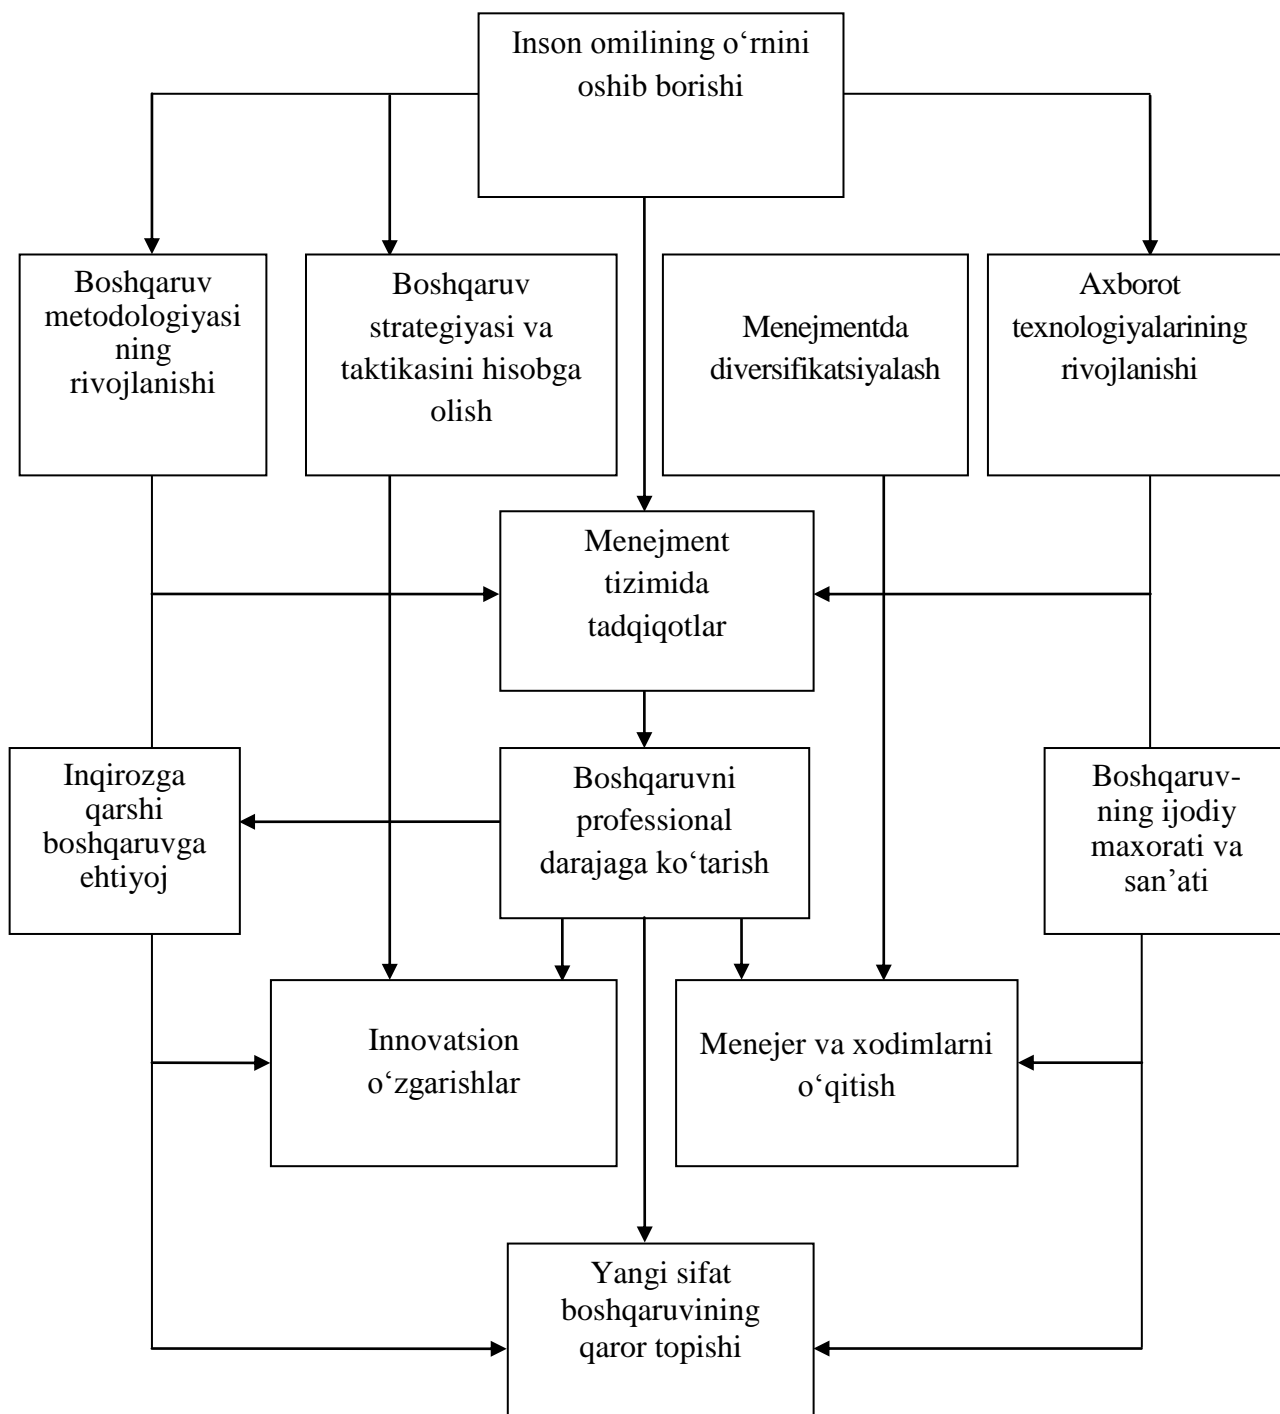 Inson omilining o‘rnini
oshib borishi
Boshqaruv
metodologiyasi
ning
rivojlanishi
Boshqaruv
strategiyasi va
taktikasini hisobga
olish
Menejmentda
diversifikatsiyalash
Axborot
texnologiyalarining
rivojlanishi
Menejment
tizimida
tadqiqotlar
Inqirozga
qarshi
boshqaruvga
ehtiyoj
Boshqaruvni
professional
darajaga ko‘tarish
Boshqaruv-
ning ijodiy
maxorati va
san’ati
Innovatsion
o‘zgarishlar
Menejer va xodimlarni
o‘qitish
Yangi sifat
boshqaruvining
qaror topishi